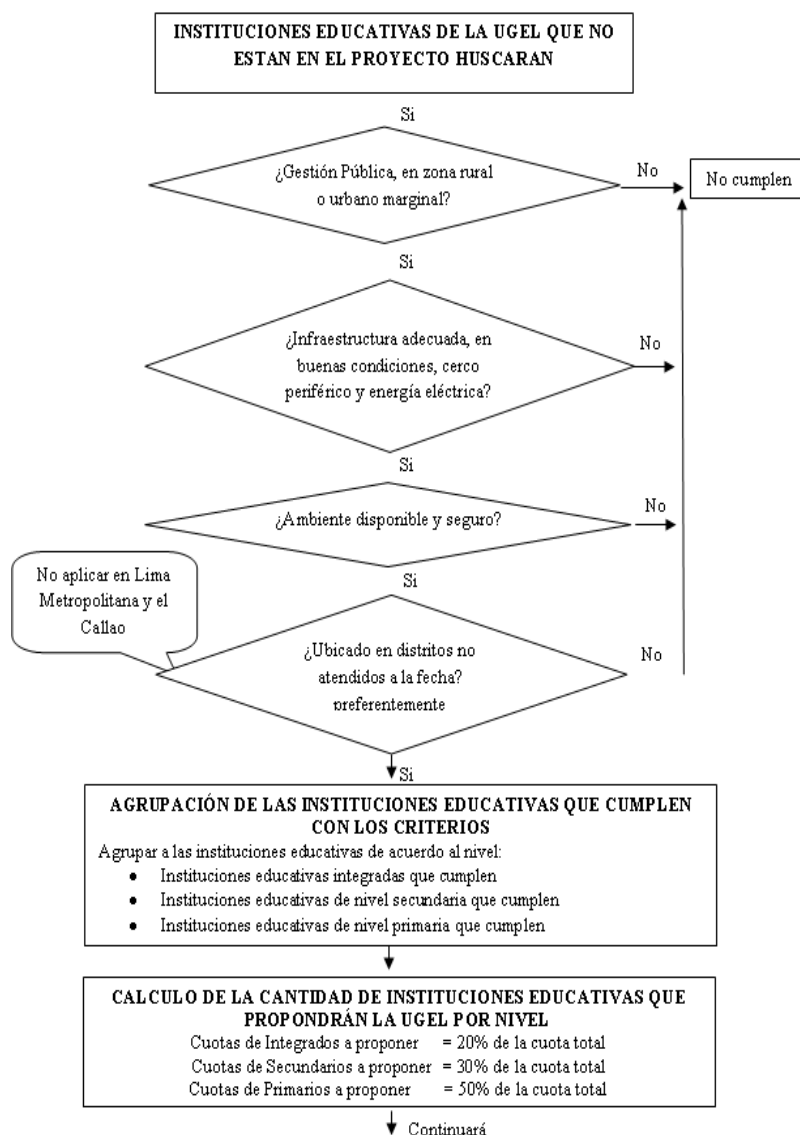 INSTITUCIONES EDUCATIVAS DE LA UGEL QUE NO
ESTAN EN EL PROYECTO HUSCARAN
Si
¿Gestión Pública, en zona rural
o urbano marginal?
No
No cumplen
Si
¿Infraestructura adecuada, en
buenas condiciones, cerco
periférico y energía eléctrica?
No
Si
¿Ambiente disponible y seguro?
No
Si
No aplicar en Lima
Metropolitana y el
Callao
¿Ubicado en distritos no
atendidos a la fecha?
preferentemente
No
Si
AGRUPACIÓN DE LAS INSTITUCIONES EDUCATIVAS QUE CUMPLEN
CON LOS CRITERIOS
Agrupar a las instituciones educativas de acuerdo al nivel:
• Instituciones educativas integradas que cumplen
• Instituciones educativas de nivel secundaria que cumplen
• Instituciones educativas de nivel primaria que cumplen
CALCULO DE LA CANTIDAD DE INSTITUCIONES EDUCATIVAS QUE
PROPONDRÁN LA UGEL POR NIVEL
Cuotas de Integrados a proponer = 20% de la cuota total
Cuotas de Secundarios a proponer = 30% de la cuota total
Cuotas de Primarios a proponer = 50% de la cuota total
Continuará